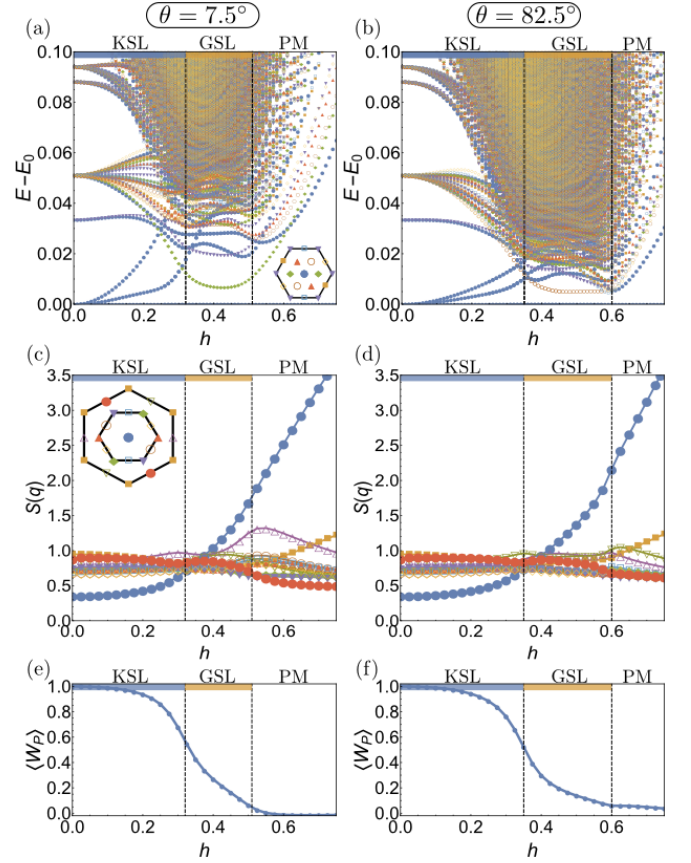 θ = 7.5°
θ = 82.5°
(a)
KSL
GSL
PM
0.10
0.08
0.06
0.04
0.02
0.00
E−E₀
0.0
0.2
0.4
0.6
h
(b)
KSL
GSL
PM
0.10
0.08
0.06
0.04
0.02
0.00
E−E₀
0.0
0.2
0.4
0.6
h
(c)
KSL
GSL
PM
3.5
3.0
2.5
2.0
1.5
1.0
0.5
0.0
S(q)
0.0
0.2
0.4
0.6
h
(d)
KSL
GSL
PM
3.5
3.0
2.5
2.0
1.5
1.0
0.5
0.0
S(q)
0.0
0.2
0.4
0.6
h
(e)
KSL
GSL
PM
1.0
0.8
0.6
0.4
0.2
0.0
⟨W_P⟩
0.0
0.2
0.4
0.6
h
(f)
KSL
GSL
PM
1.0
0.8
0.6
0.4
0.2
0.0
⟨W_P⟩
0.0
0.2
0.4
0.6
h